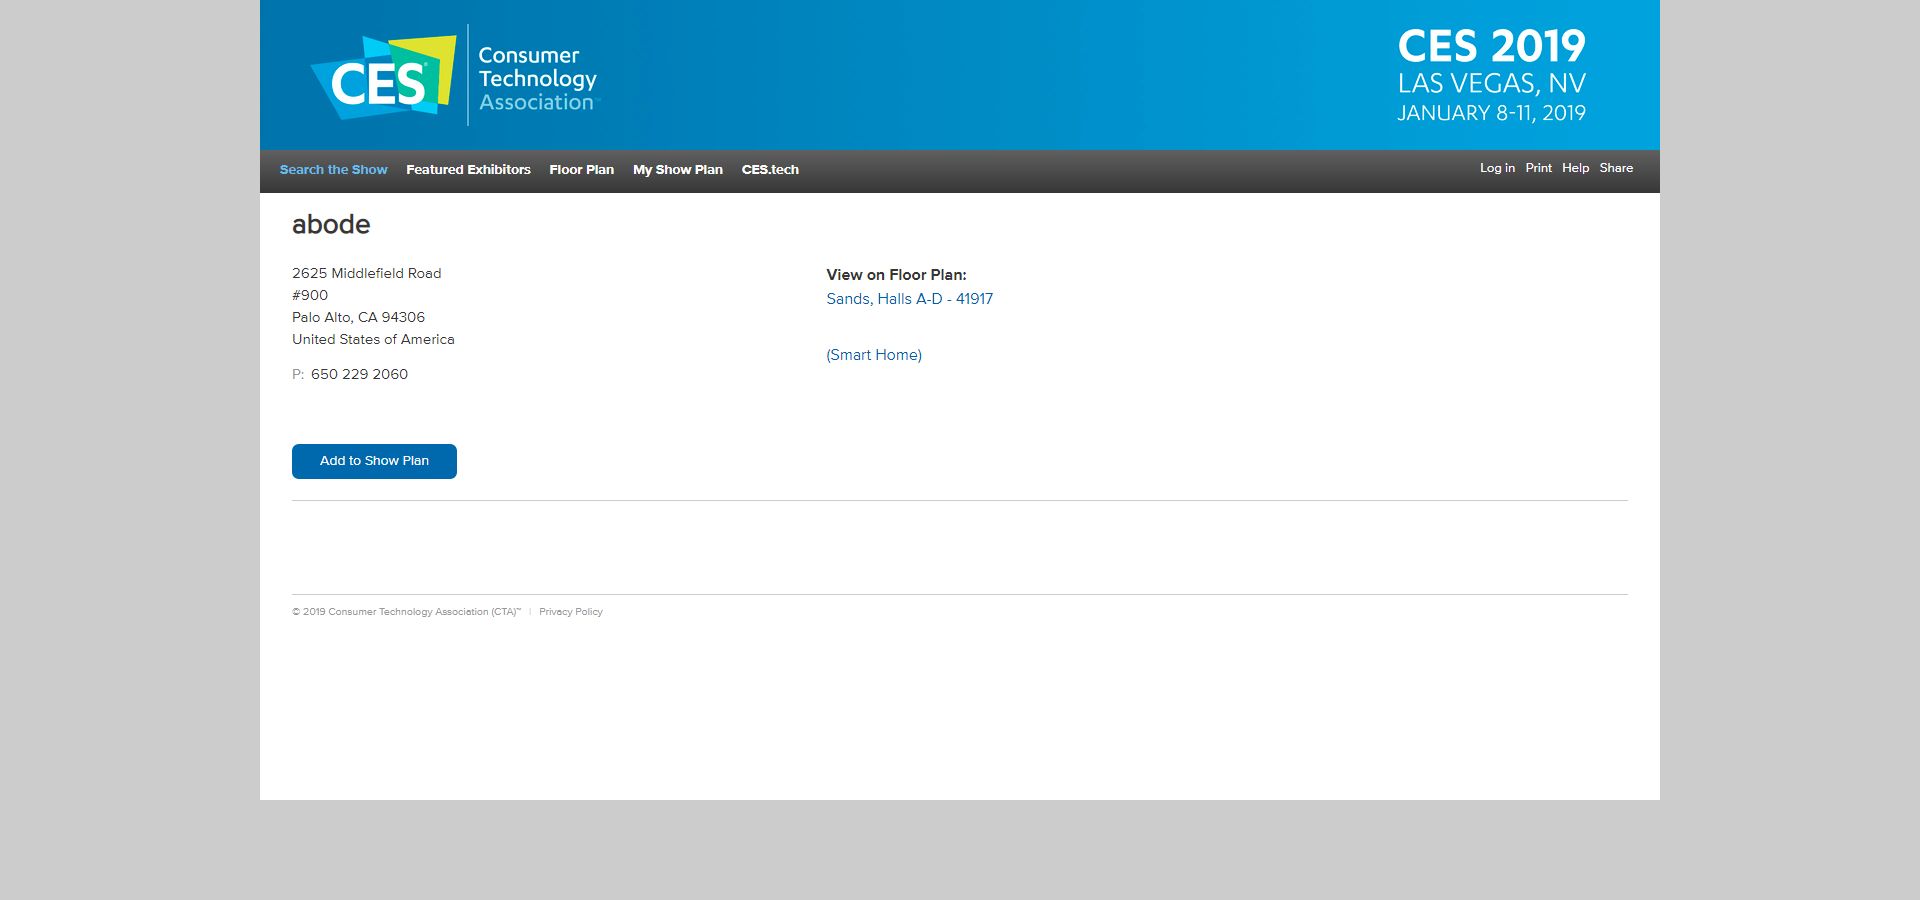 CES
Consumer
Technology
Association
CES 2019
LAS VEGAS, NV
JANUARY 8-11, 2019
Search the Show Featured Exhibitors Floor Plan My Show Plan CES.tech
Log in Print Help Share
abode
2625 Middlefield Road
#900
Palo Alto, CA 94306
United States of America
P: 650 229 2060
View on Floor Plan:
Sands, Halls A-D - 41917
(Smart Home)
Add to Show Plan
© 2019 Consumer Technology Association (CTA)™ | Privacy Policy